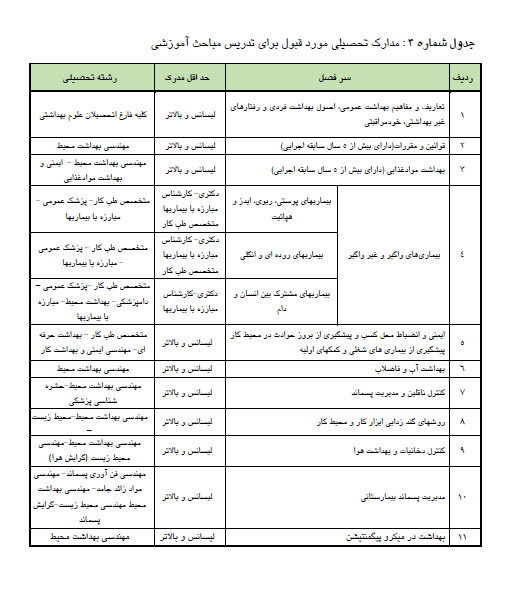 جدول شماره ۴ : مدارک تحصیلی مورد قبول برای تدریس مباحث آموزشی
ردیف سر فصل حداقل مدرک رشته تحصیلی
۱ تعاریف و مفاهیم بهداشت عمومی، اصول بهداشت فردی و رفتارهای
غیر بهداشتی، خودمراقبتی لیسانس و بالاتر کلیه فارغ التحصیلان علوم بهداشتی
۲ قوانین و مقررات(دارای بیش از ۵ سال سابقه اجرایی) لیسانس و بالاتر مهندسی بهداشت محیط
۳ بهداشت موادغذایی (دارای بیش از ۵ سال سابقه اجرایی) لیسانس و بالاتر مهندسی بهداشت محیط – ایمنی و
بهداشت موادغذایی
۴ بیماری‌های واگیر و غیر واگیر
بیماریهای پوستی، ریوی، ایدز و
هپاتیت
دکتری–کارشناس
مبارزه با بیماریها
متخصص طب کار
متخصص طب کار– پزشک عمومی –
مبارزه با بیماریها
بیماریهای روده ای و انگلی
دکتری–کارشناس
مبارزه با بیماریها
متخصص طب کار
متخصص طب کار – پزشک عمومی
– مبارزه با بیماریها
بیماریهای مشترک بین انسان و
دام
دکتری–کارشناس
مبارزه با بیماریها
متخصص طب کار –پزشک عمومی –
دامپزشکی– بهداشت محیط– مبارزه
با بیماریها
۵ ایمنی و انضباط محل کسب و پیشگیری از بروز حوادث در محیط کار
پیشگیری از بیماری های شغلی و کمکهای اولیه لیسانس و بالاتر
متخصص طب کار – بهداشت حرفه
ای– مهندسی ایمنی و بهداشت کار
۶ بهداشت آب و فاضلاب لیسانس و بالاتر مهندسی بهداشت محیط
۷ کنترل ناقلین و مدیریت پسماند لیسانس و بالاتر مهندسی بهداشت محیط–حشره
شناسی پزشکی
۸ روشهای گند زدایی ابزار کار و محیط کار لیسانس و بالاتر مهندسی بهداشت محیط–محیط زیست
–
۹ کنترل دخانیات و بهداشت هوا لیسانس و بالاتر مهندسی بهداشت محیط–مهندسی
محیط زیست (گرایش هوا)
۱۰ مدیریت پسماند بیمارستانی لیسانس و بالاتر
مهندسی فن آوری پسماند– مهندسی
مواد زائد جامد– مهندسی بهداشت
محیط مهندسی محیط زیست–گرایش
پسماند
۱۱ بهداشت در میکرو پیگمنتیشن لیسانس و بالاتر مهندسی بهداشت محیط